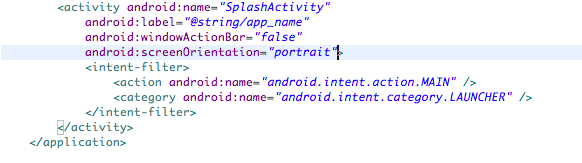 <activity android:name="SplashActivity"
android:label="@string/app_name"
android:windowActionBar="false"
android:screenOrientation="portrait">
<intent-filter>
<action android:name="android.intent.action.MAIN" />
<category android:name="android.intent.category.LAUNCHER" />
</intent-filter>
</activity>
</application>